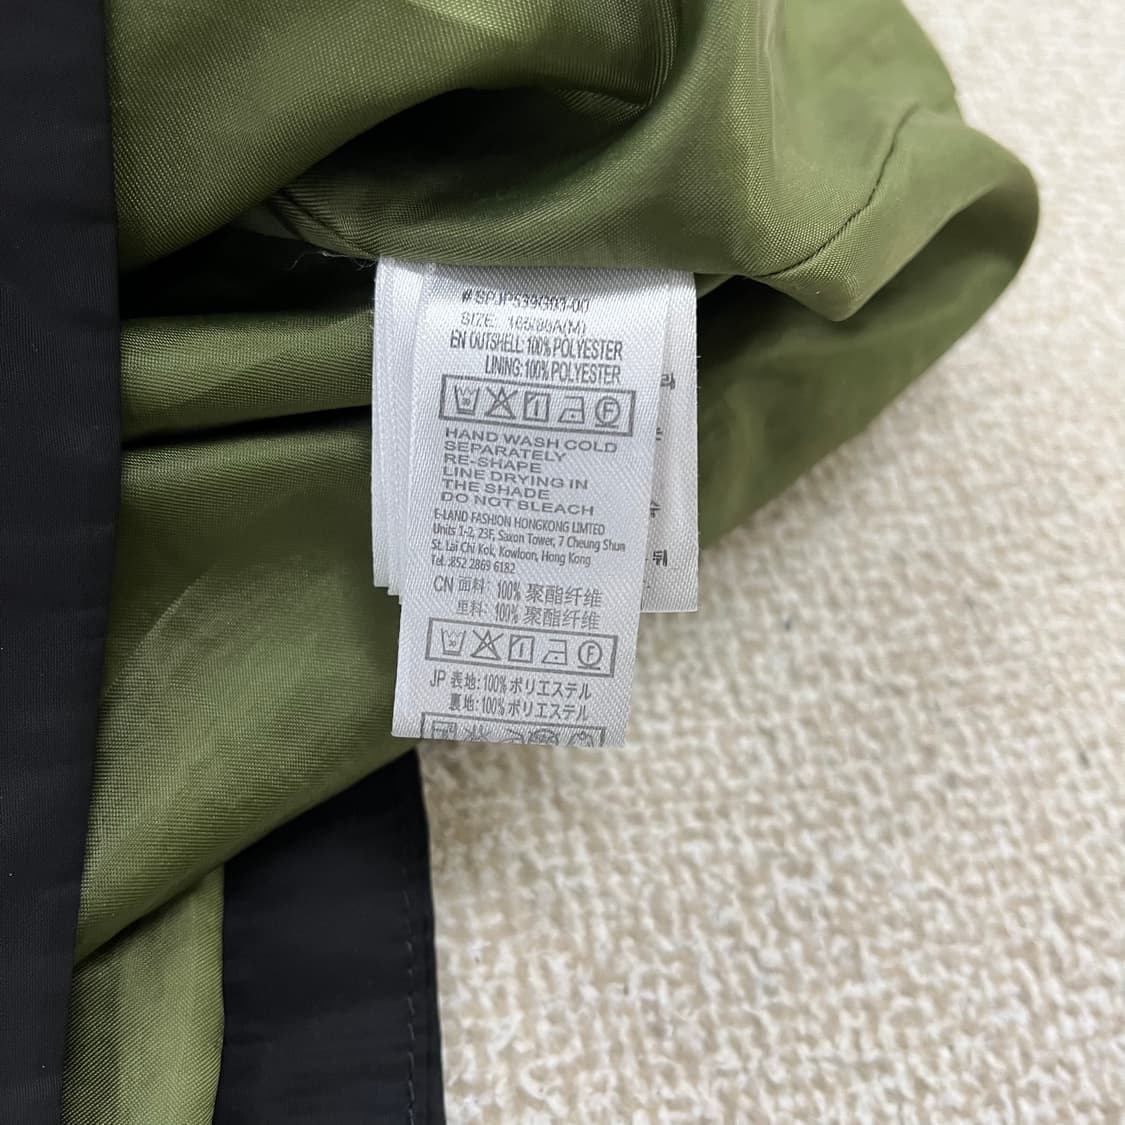 SIZE: 165/88A(M)
EN OUTSHELL:100% POLYESTER
LINING:100% POLYESTER
HAND WASH COLD
SEPARATELY
RE-SHAPE
LINE DRYING IN
THE SHADE
DO NOT BLEACH
E-LAND FASHION HONGKONG LIMTED
Units 1-2, 23F, Saxon Tower, 7 Cheung Shun
St. Lai Chi Kok, Kowloon, Hong Kong
Tel.:852 2869 6182
CN 面料: 100% 聚酯纤维
里料: 100% 聚酯纤维
JP 表地:100% ポリエステル
裏地:100% ポリエステル